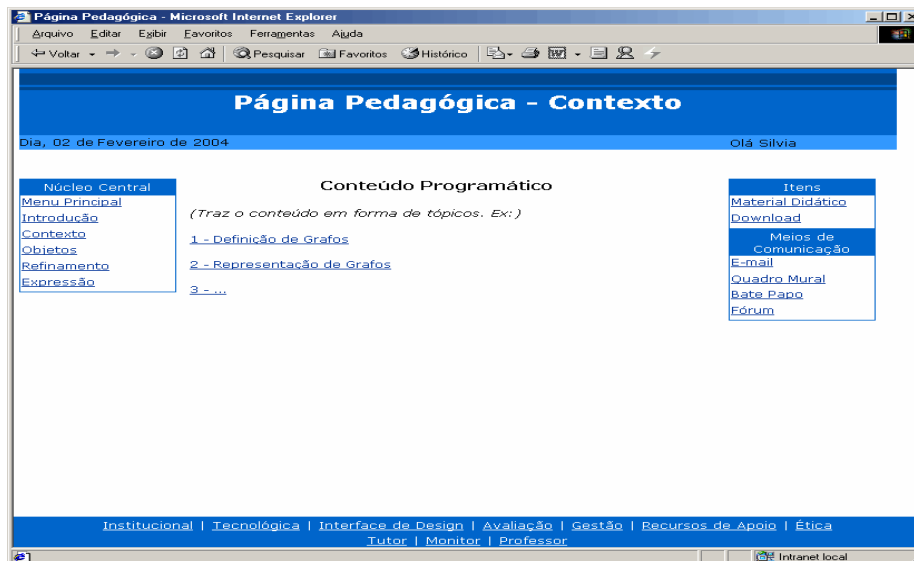 Página Pedagógica - Microsoft Internet Explorer
Arquivo Editar Exibir Favoritos Ferramentas Ajuda
Voltar Pesquisar Favoritos Histórico
Página Pedagógica - Contexto
Dia, 02 de Fevereiro de 2004 Olá Silvia
Núcleo Central
Menu Principal
Introdução
Contexto
Objetos
Refinamento
Expressão
Conteúdo Programático
(Traz o conteúdo em forma de tópicos. Ex:)
1 - Definição de Grafos
2 - Representação de Grafos
3 - ...
Itens
Material Didático
Download
Meios de
Comunicação
E-mail
Quadro Mural
Bate Papo
Fórum
Institucional | Tecnológica | Interface de Design | Avaliação | Gestão | Recursos de Apoio | Ética
Tutor | Monitor | Professor
Intranet local